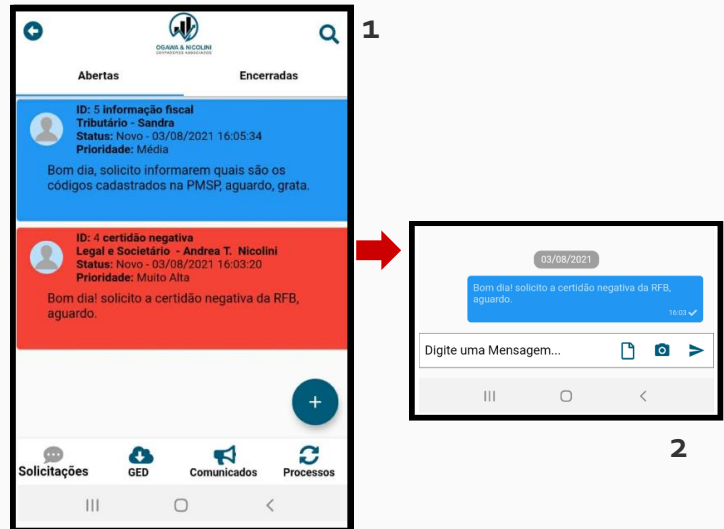 1
OGAWA & NICOLINI
CONTADORES ASSOCIADOS
Abertas
Encerradas
ID: 5 informação fiscal
Tributário - Sandra
Status: Novo - 03/08/2021 16:05:34
Prioridade: Média
Bom dia, solicito informarem quais são os
códigos cadastrados na PMSP, aguardo, grata.
ID: 4 certidão negativa
Legal e Societário - Andrea T. Nicolini
Status: Novo - 03/08/2021 16:03:20
Prioridade: Muito Alta
Bom dia! solicito a certidão negativa da RFB,
aguardo.
+
Solicitações
GED
Comunicados
Processos
03/08/2021
Bom dia! solicito a certidão negativa da RFB,
aguardo.
16:03
Digite uma Mensagem...
2